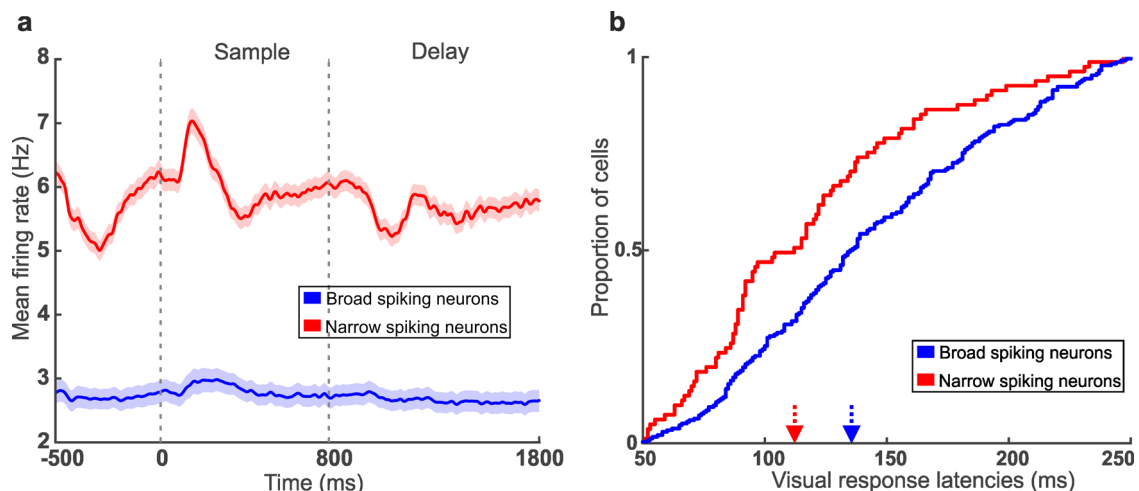 a
Sample
Delay
8
7
6
5
4
3
2
Mean firing rate (Hz)
Broad spiking neurons
Narrow spiking neurons
-500
0
800
1800
Time (ms)
b
1
0.5
0
Proportion of cells
Broad spiking neurons
Narrow spiking neurons
50
100
150
200
250
Visual response latencies (ms)